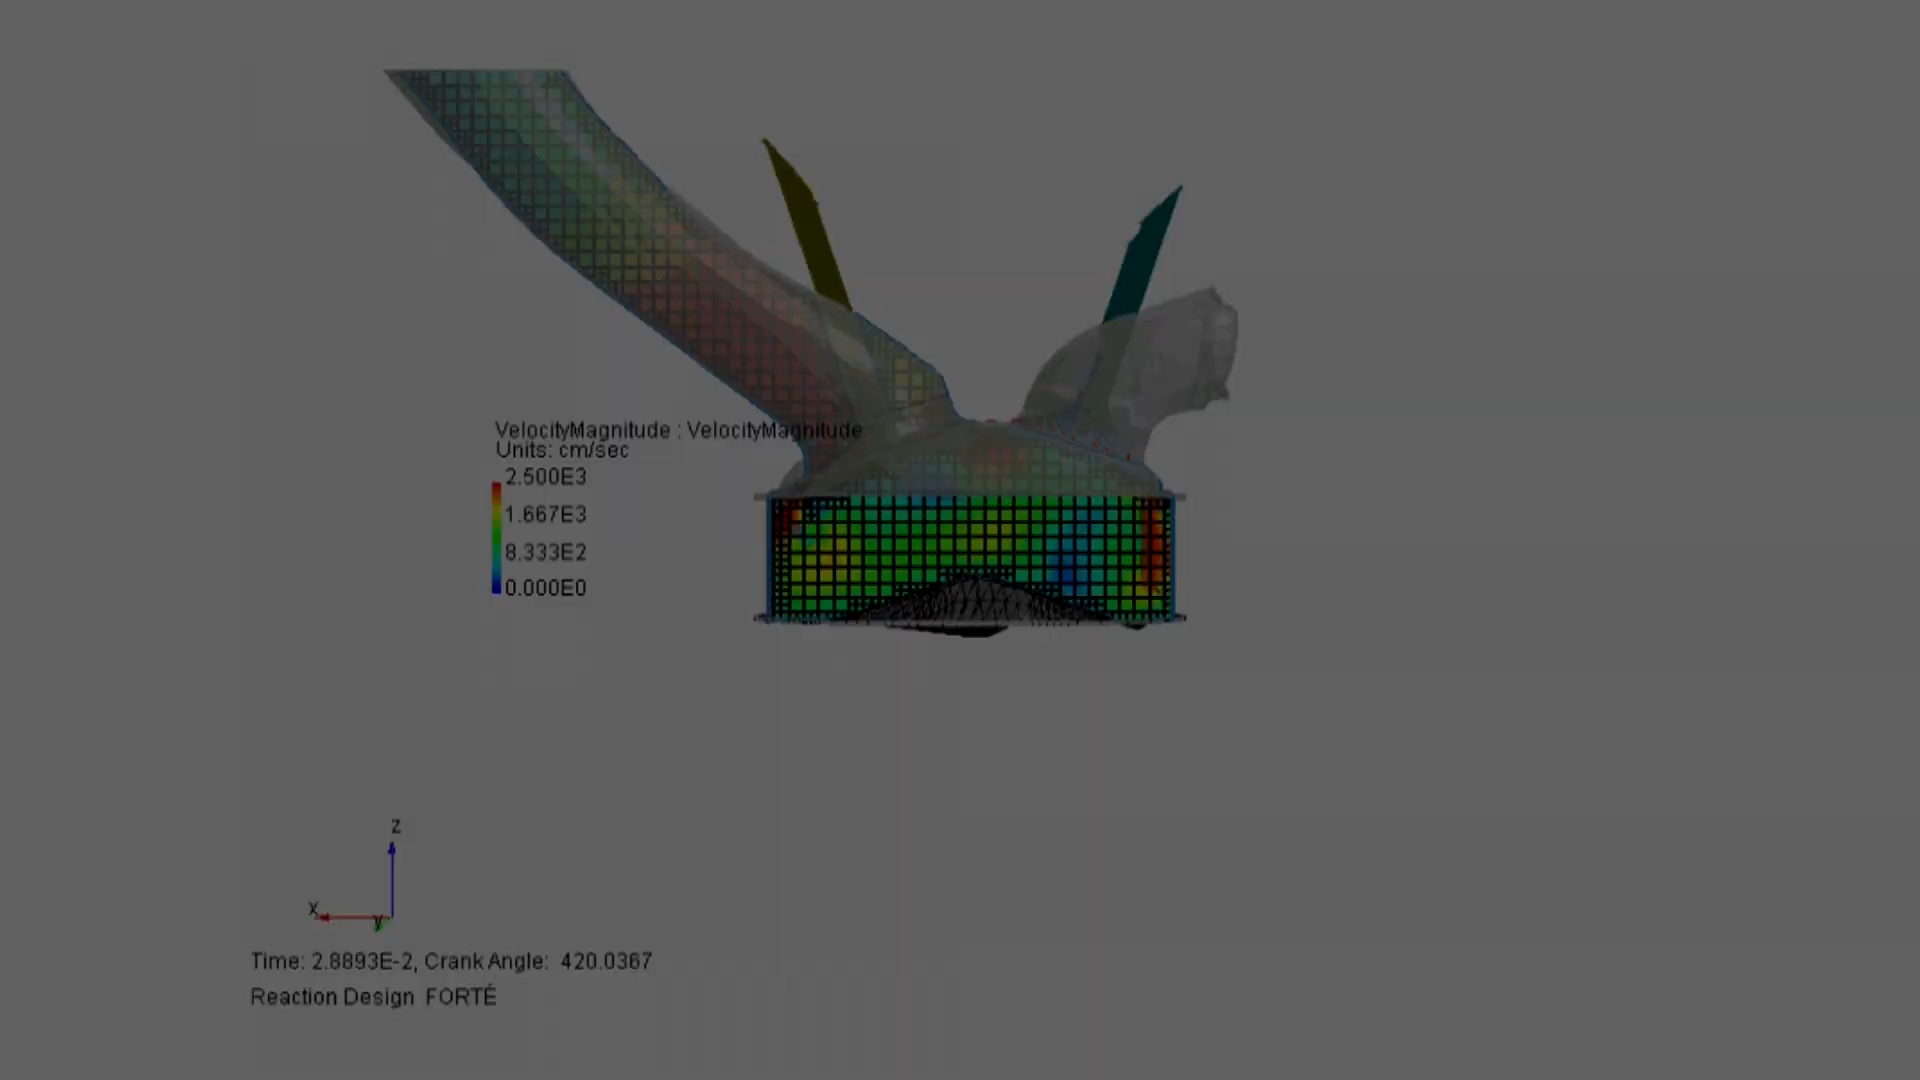 VelocityMagnitude : VelocityMagnitude
Units: cm/sec
2.500E3
1.667E3
8.333E2
0.000E0
Z
X
y
Time: 2.8893E-2, Crank Angle: 420.0367
Reaction Design FORTÉ